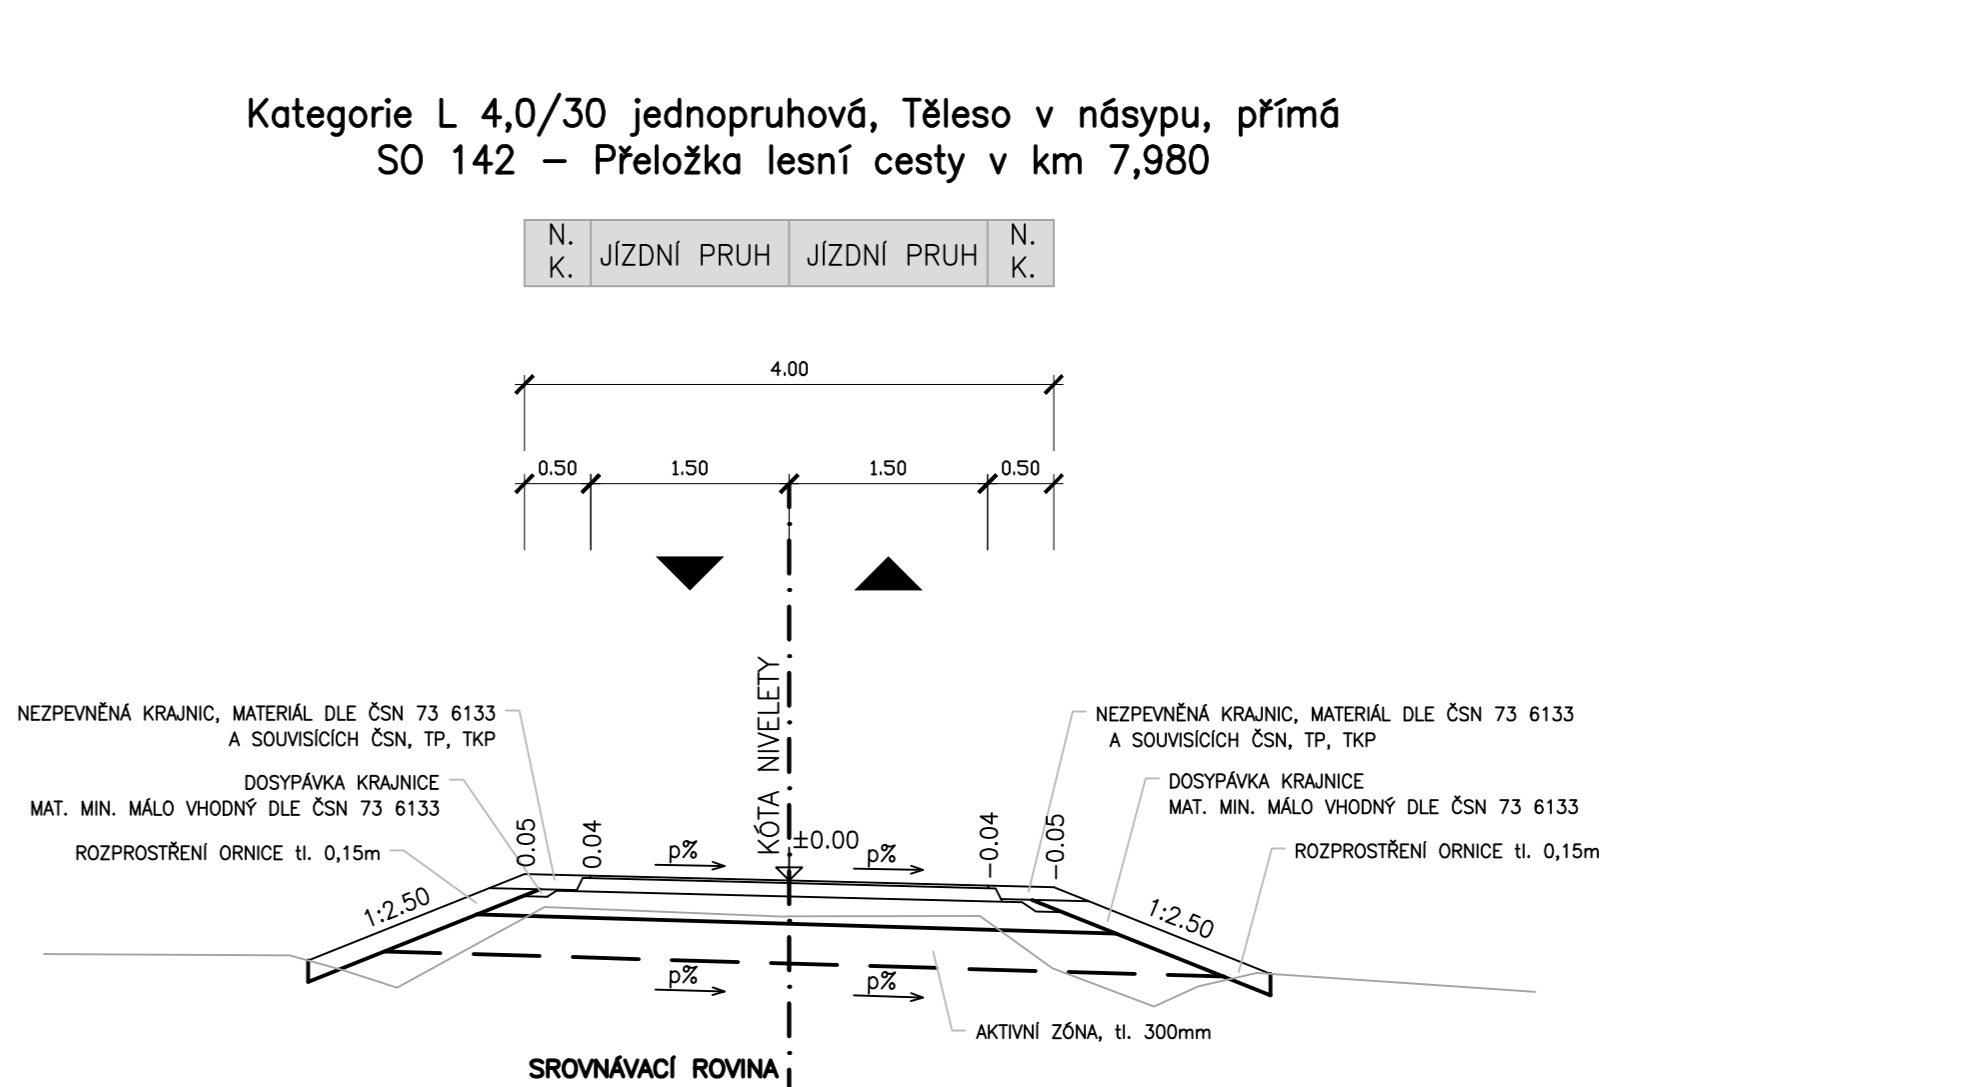 Kategorie L 4,0/30 jednopruhová, Těleso v násypu, přímá
SO 142 – Přeložka lesní cesty v km 7,980
N.
K.
JÍZDNÍ PRUH
JÍZDNÍ PRUH
N.
K.
4.00
0.50
1.50
1.50
0.50
KÓTA NIVELETY
NEZPEVNĚNÁ KRAJNIC, MATERIÁL DLE ČSN 73 6133
A SOUVISÍCÍCH ČSN, TP, TKP
DOSYPÁVKA KRAJNICE
MAT. MIN. MÁLO VHODNÝ DLE ČSN 73 6133
ROZPROSTŘENÍ ORNICE tl. 0,15m
NEZPEVNĚNÁ KRAJNIC, MATERIÁL DLE ČSN 73 6133
A SOUVISÍCÍCH ČSN, TP, TKP
DOSYPÁVKA KRAJNICE
MAT. MIN. MÁLO VHODNÝ DLE ČSN 73 6133
ROZPROSTŘENÍ ORNICE tl. 0,15m
0.05
0.04
p%
±0.00
p%
-0.04
-0.05
1:2.50
1:2.50
p%
p%
AKTIVNÍ ZÓNA, tl. 300mm
SROVNÁVACÍ ROVINA